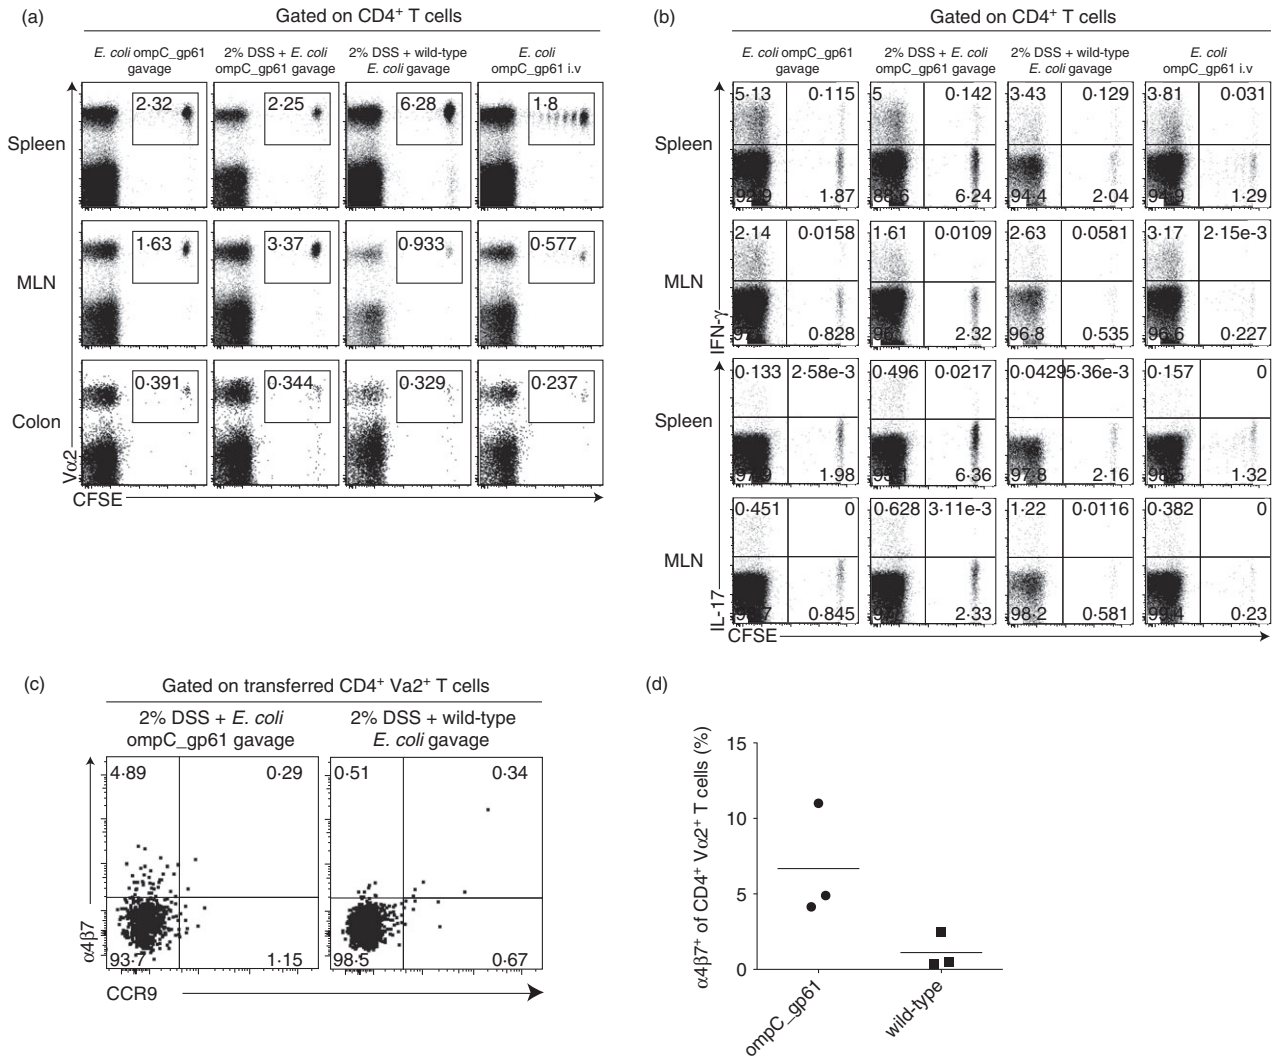 (a)
Gated on CD4⁺ T cells
E. coli ompC_gp61 gavage
2% DSS + E. coli ompC_gp61 gavage
2% DSS + wild-type E. coli gavage
E. coli ompC_gp61 i.v
Spleen
2·32
2·25
6·28
1·8
MLN
1·63
3·37
0·933
0·577
Colon
0·391
0·344
0·329
0·237
Vα2
CFSE
(b)
Gated on CD4⁺ T cells
E. coli ompC_gp61 gavage
2% DSS + E. coli ompC_gp61 gavage
2% DSS + wild-type E. coli gavage
E. coli ompC_gp61 i.v
5·13 0·115 5 0·142 3·43 0·129 3·81 0·031
Spleen
92·9 1·87 88·6 6·24 94·4 2·04 94·9 1·29
2·14 0·0158 1·61 0·0109 2·63 0·0581 3·17 2·15e-3
MLN
0·828 2·32 96·8 0·535 96·6 0·227
IFN-γ
0·133 2·58e-3 0·496 0·0217 0·0429 5·36e-3 0·157 0
Spleen
97·9 1·98 6·36 97·8 2·16 98·5 1·32
0·451 0 0·628 3·11e-3 1·22 0·0116 0·382 0
MLN
0·845 2·33 98·2 0·581 99·4 0·23
IL-17
CFSE
(c)
Gated on transferred CD4⁺ Va2⁺ T cells
2% DSS + E. coli ompC_gp61 gavage
2% DSS + wild-type E. coli gavage
4·89 0·29 0·51 0·34
93·7 1·15 98·5 0·67
α4β7
CCR9
(d)
α4β7⁺ of CD4⁺ Vα2⁺ T cells (%)
15
10
5
0
ompC_gp61
wild-type